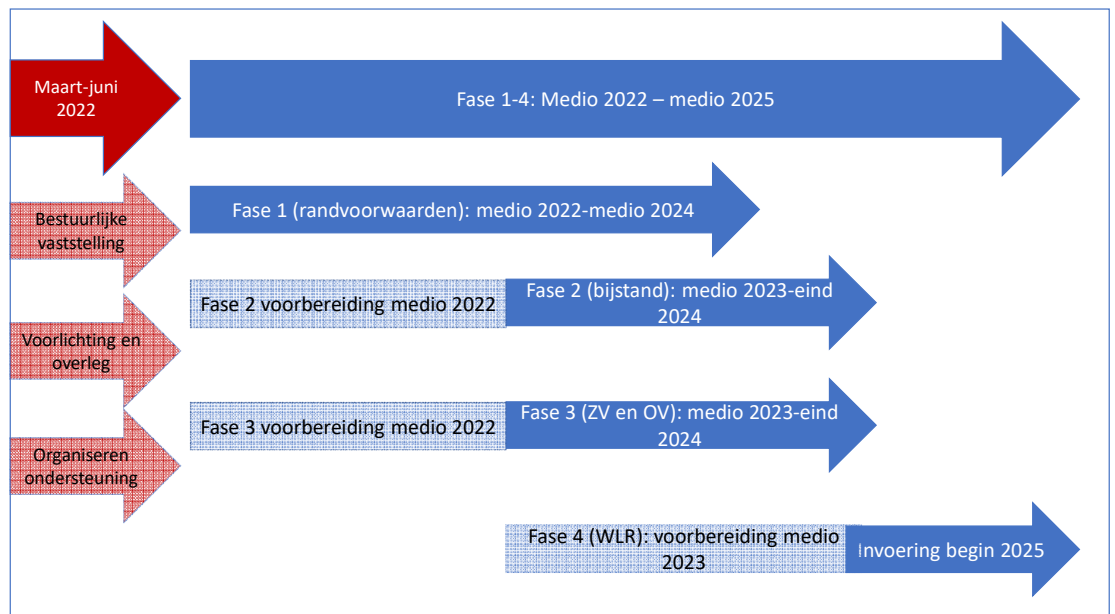 Maart-juni
2022
Fase 1-4: Medio 2022 – medio 2025
Bestuurlijke
vaststelling
Fase 1 (randvoorwaarden): medio 2022-medio 2024
Fase 2 voorbereiding medio 2022
Fase 2 (bijstand): medio 2023-eind
2024
Voorlichting en
overleg
Fase 3 voorbereiding medio 2022
Fase 3 (ZV en OV): medio 2023-eind
2024
Organiseren
ondersteuning
Fase 4 (WLR): voorbereiding medio
2023
Invoering begin 2025